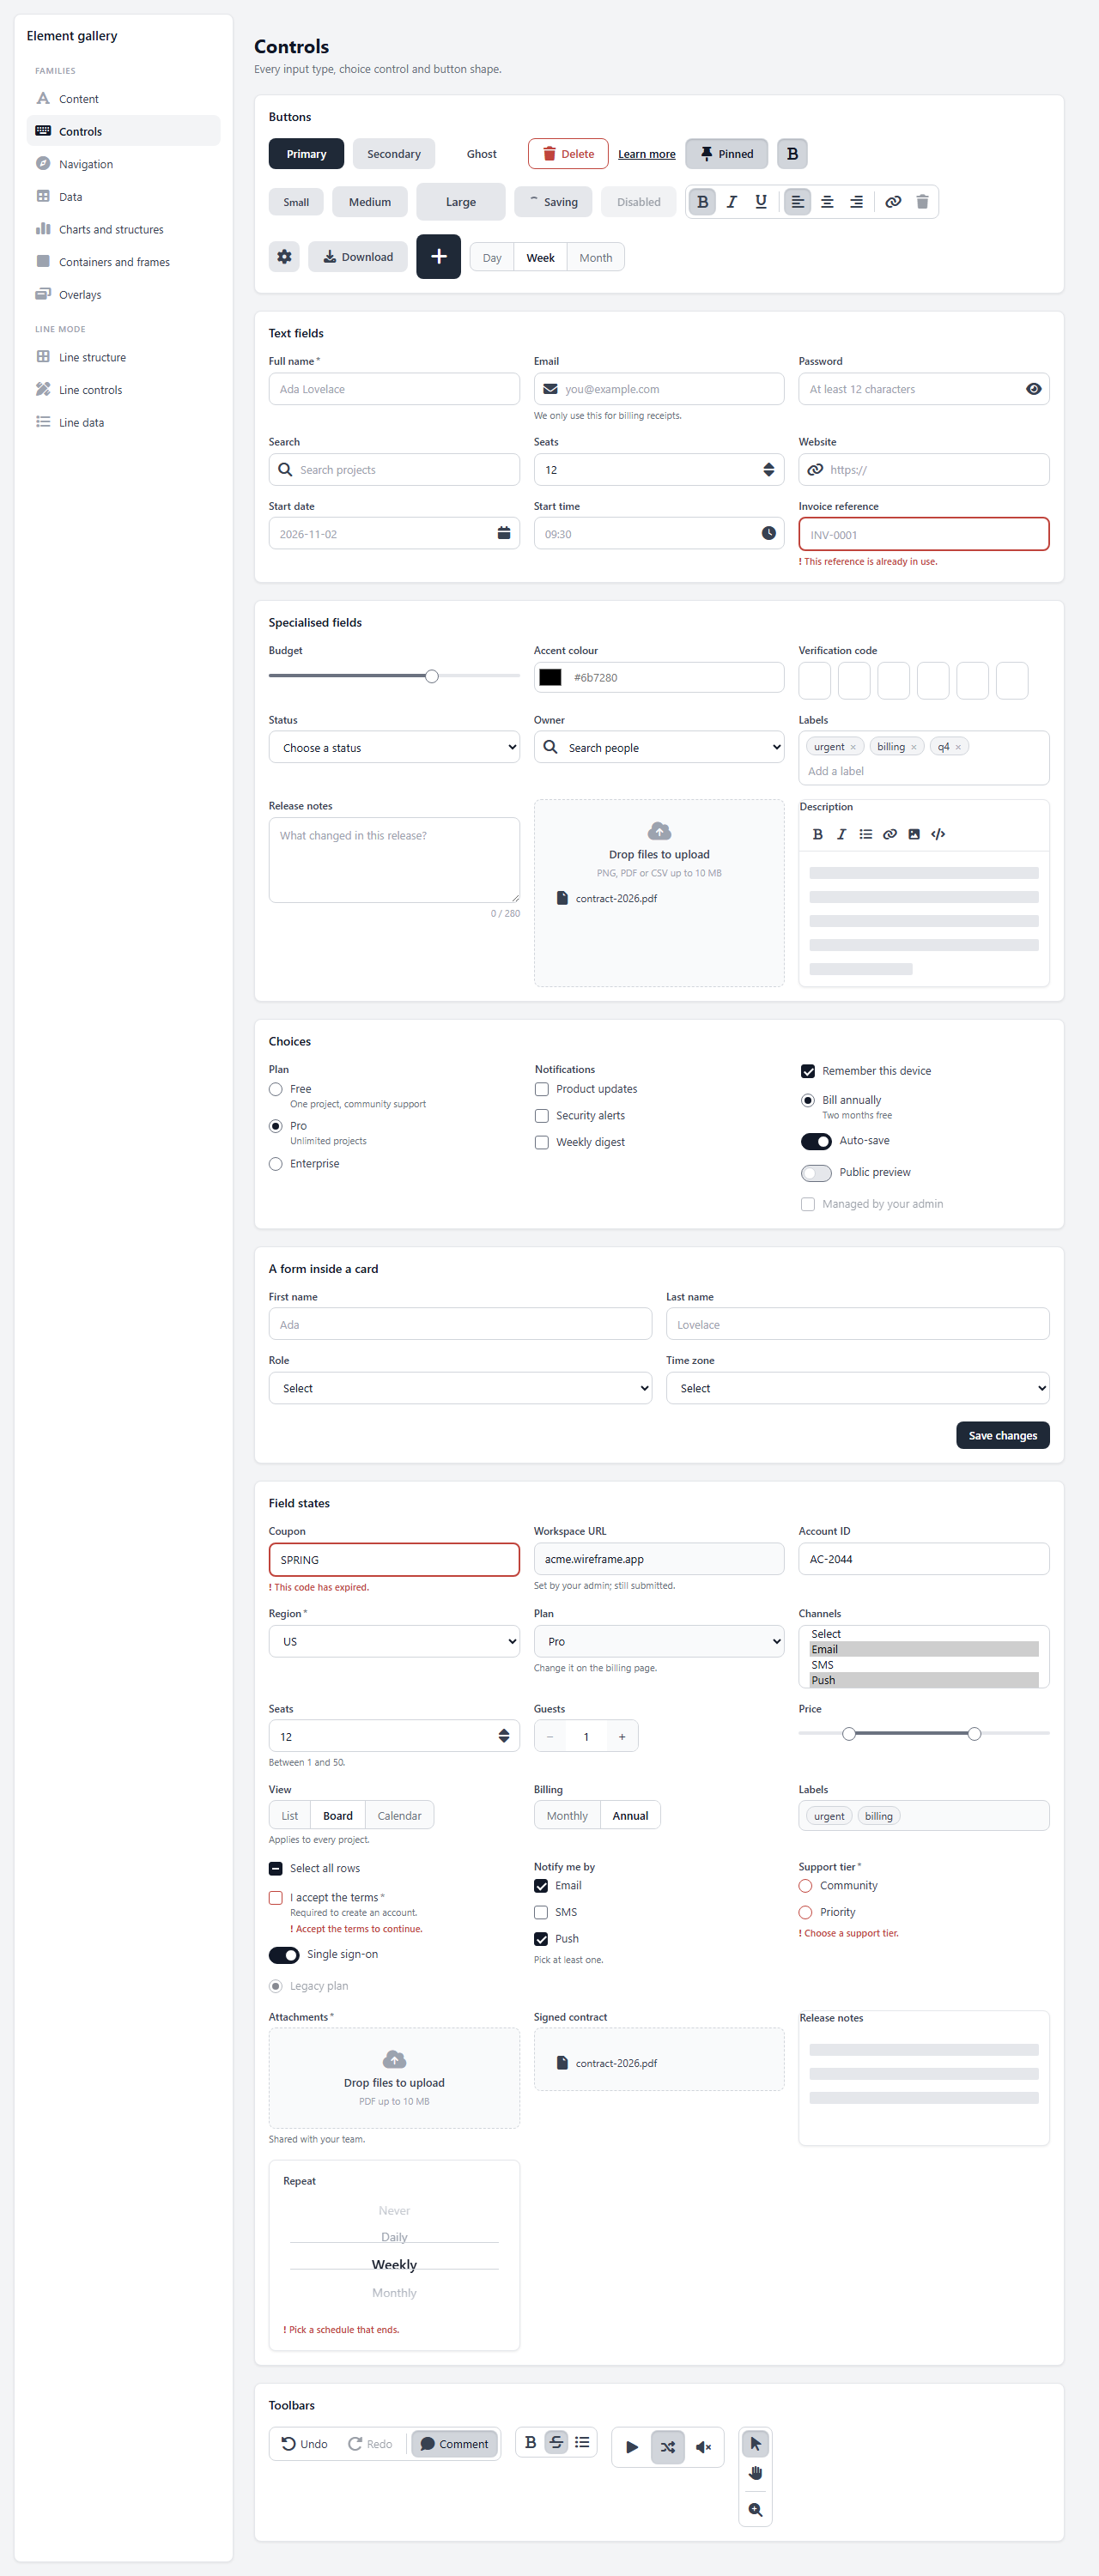 Element gallery
FAMILIES
Content
Controls
Navigation
Data
Charts and structures
Containers and frames
Overlays
LINE MODE
Line structure
Line controls
Line data
Controls
Every input type, choice control and button shape.
Buttons
Primary
Secondary
Ghost
Delete
Learn more
Pinned
B
Small
Medium
Large
Saving
Disabled
B I U
Download
Day
Week
Month
Text fields
Full name *
Email
Password
Ada Lovelace
you@example.com
At least 12 characters
We only use this for billing receipts.
Search
Seats
Website
Search projects
12
https://
Start date
Start time
Invoice reference
2026-11-02
09:30
INV-0001
! This reference is already in use.
Specialised fields
Budget
Accent colour
Verification code
#6b7280
Status
Owner
Labels
Choose a status
Search people
urgent ×
billing ×
q4 ×
Add a label
Release notes
What changed in this release?
0 / 280
Drop files to upload
PNG, PDF or CSV up to 10 MB
contract-2026.pdf
Description
B I
Choices
Plan
Free
One project, community support
Pro
Unlimited projects
Enterprise
Notifications
Product updates
Security alerts
Weekly digest
Remember this device
Bill annually
Two months free
Auto-save
Public preview
Managed by your admin
A form inside a card
First name
Last name
Ada
Lovelace
Role
Time zone
Select
Select
Save changes
Field states
Coupon
Workspace URL
Account ID
SPRING
acme.wireframe.app
AC-2044
! This code has expired.
Set by your admin; still submitted.
Region *
Plan
Channels
US
Pro
Change it on the billing page.
Select
Email
SMS
Push
Seats
Guests
Price
12
− 1 +
Between 1 and 50.
View
Billing
Labels
List
Board
Calendar
Monthly
Annual
urgent
billing
Applies to every project.
Select all rows
I accept the terms *
Required to create an account.
! Accept the terms to continue.
Single sign-on
Legacy plan
Notify me by
Email
SMS
Push
Pick at least one.
Support tier *
Community
Priority
! Choose a support tier.
Attachments *
Drop files to upload
PDF up to 10 MB
Shared with your team.
Signed contract
contract-2026.pdf
Release notes
Repeat
Never
Daily
Weekly
Monthly
! Pick a schedule that ends.
Toolbars
Undo
Redo
Comment
B S